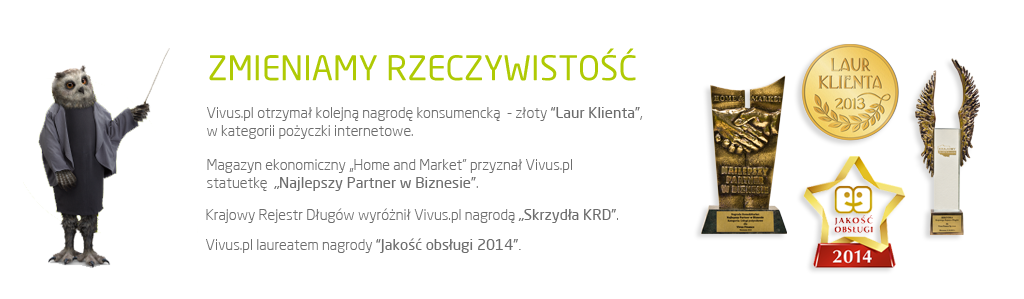 ZMIENIAMY RZECZYWISTOŚĆ
Vivus.pl otrzymał kolejną nagrodę konsumencką - złoty “Laur Klienta”,
w kategorii pożyczki internetowe.
Magazyn ekonomiczny „Home and Market” przyznał Vivus.pl
statuetkę „Najlepszy Partner w Biznesie”.
Krajowy Rejestr Długów wyróżnił Vivus.pl nagrodą „Skrzydła KRD”.
Vivus.pl laureatem nagrody “Jakość obsługi 2014”.
HOME & MARKET
NAJLEPSZY
PARTNER
W BIZNESIE
LAUR
KLIENTA
2013
JAKOŚĆ
OBSŁUGI
2014